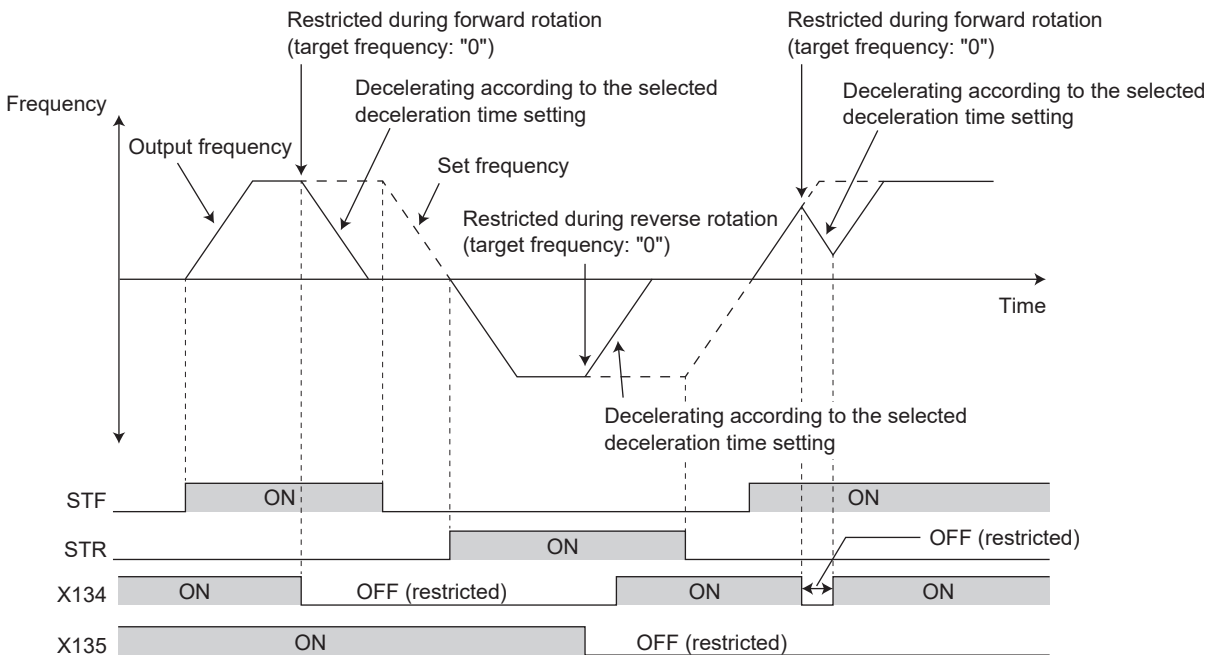 Restricted during forward rotation
(target frequency: "0")
Restricted during forward rotation
(target frequency: "0")
Decelerating according to the selected
deceleration time setting
Decelerating according to the selected
deceleration time setting
Frequency
Output frequency
Set frequency
Restricted during reverse rotation
(target frequency: "0")
Time
Decelerating according to the selected
deceleration time setting
STF
ON
ON
STR
ON
OFF (restricted)
X134
ON
OFF (restricted)
ON
ON
X135
ON
OFF (restricted)